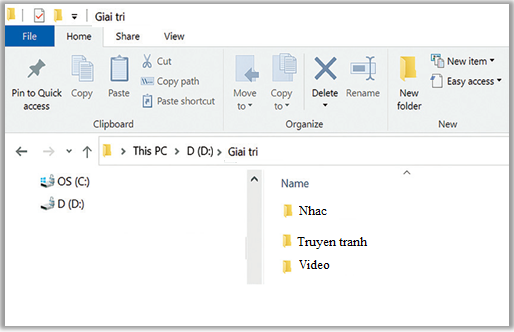 Giai tri
File Home Share View
Pin to Quick access
Copy
Paste
Cut
Copy path
Paste shortcut
Clipboard
Move to
Copy to
Delete
Rename
Organize
New folder
New item
Easy access
New
This PC > D (D:) > Giai tri
OS (C:)
D (D:)
Name
Nhac
Truyen tranh
Video